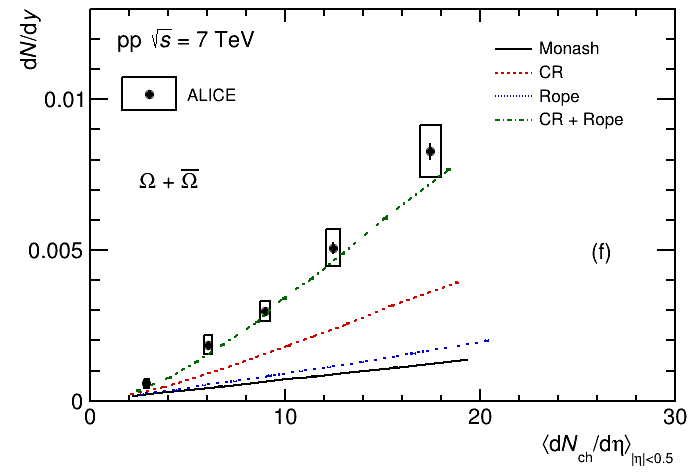 dN/dy
pp √s = 7 TeV
ALICE
Ω + Ω̅
Monash
CR
Rope
CR + Rope
0.01
0.005
(f)
0
0 10 20 30
⟨dN_ch/dη⟩_|η|<0.5